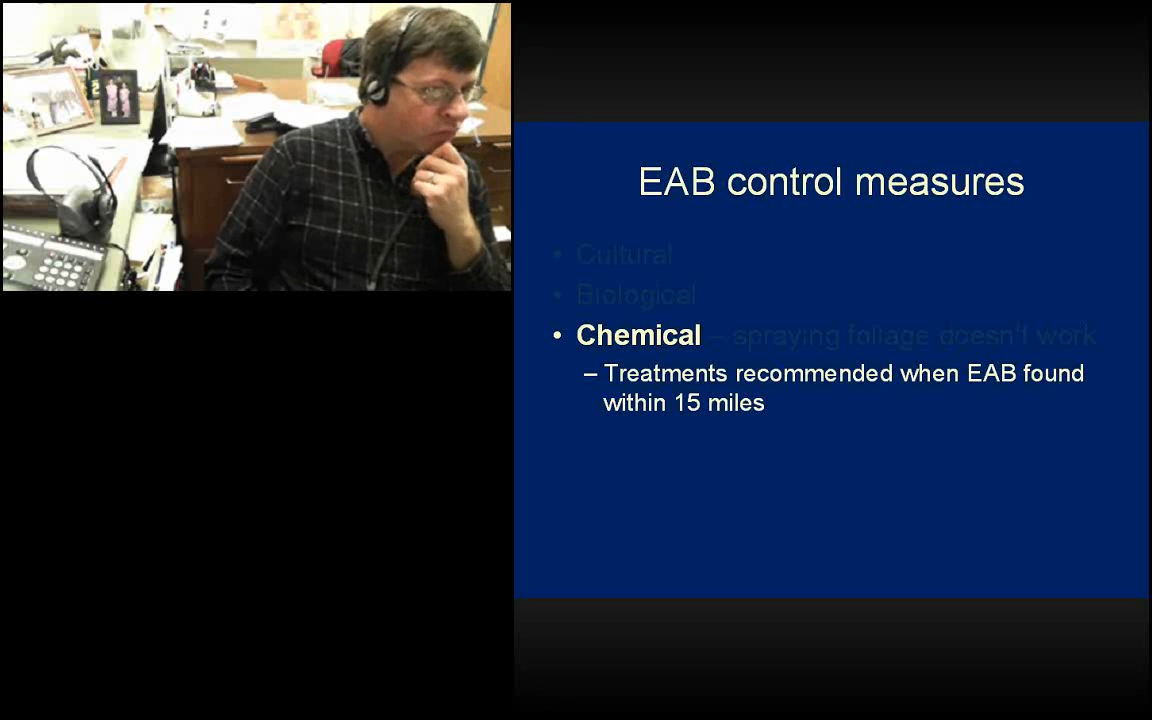 EAB control measures
• Cultural
• Biological
• Chemical – spraying foliage doesn't work
– Treatments recommended when EAB found
within 15 miles